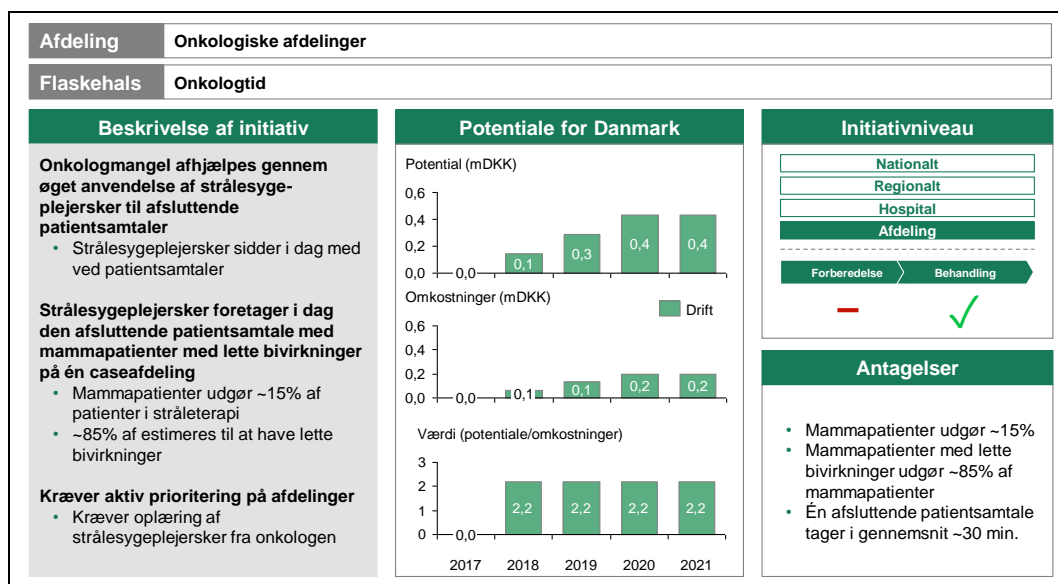 Afdeling
Onkologiske afdelinger
Flaskehals
Onkologtid
Beskrivelse af initiativ
Onkologmangel afhjælpes gennem
øget anvendelse af strålesyge-
plejersker til afsluttende
patientsamtaler
• Strålesygeplejersker sidder i dag med
ved patientsamtaler
Strålesygeplejersker foretager i dag
den afsluttende patientsamtale med
mammapatienter med lette bivirkninger
på én caseafdeling
• Mammapatienter udgør ~15% af
patienter i stråleterapi
• ~85% af estimeres til at have lette
bivirkninger
Kræver aktiv prioritering på afdelinger
• Kræver oplæring af
strålesygeplejersker fra onkologen
Potentiale for Danmark
Potential (mDKK)
0,6
0,4
0,2
0,0
0,0
0,1
0,3
0,4
0,4
Omkostninger (mDKK)
Drift
0,6
0,4
0,2
0,0
0,0
0,1
0,1
0,2
0,2
Værdi (potentiale/omkostninger)
3
2
1
0
0,0
2,2
2,2
2,2
2,2
2017 2018 2019 2020 2021
Initiativniveau
Nationalt
Regionalt
Hospital
Afdeling
Forberedelse
Behandling
Antagelser
• Mammapatienter udgør ~15%
• Mammapatienter med lette
bivirkninger udgør ~85% af
mammapatienter
• Én afsluttende patientsamtale
tager i gennemsnit ~30 min.